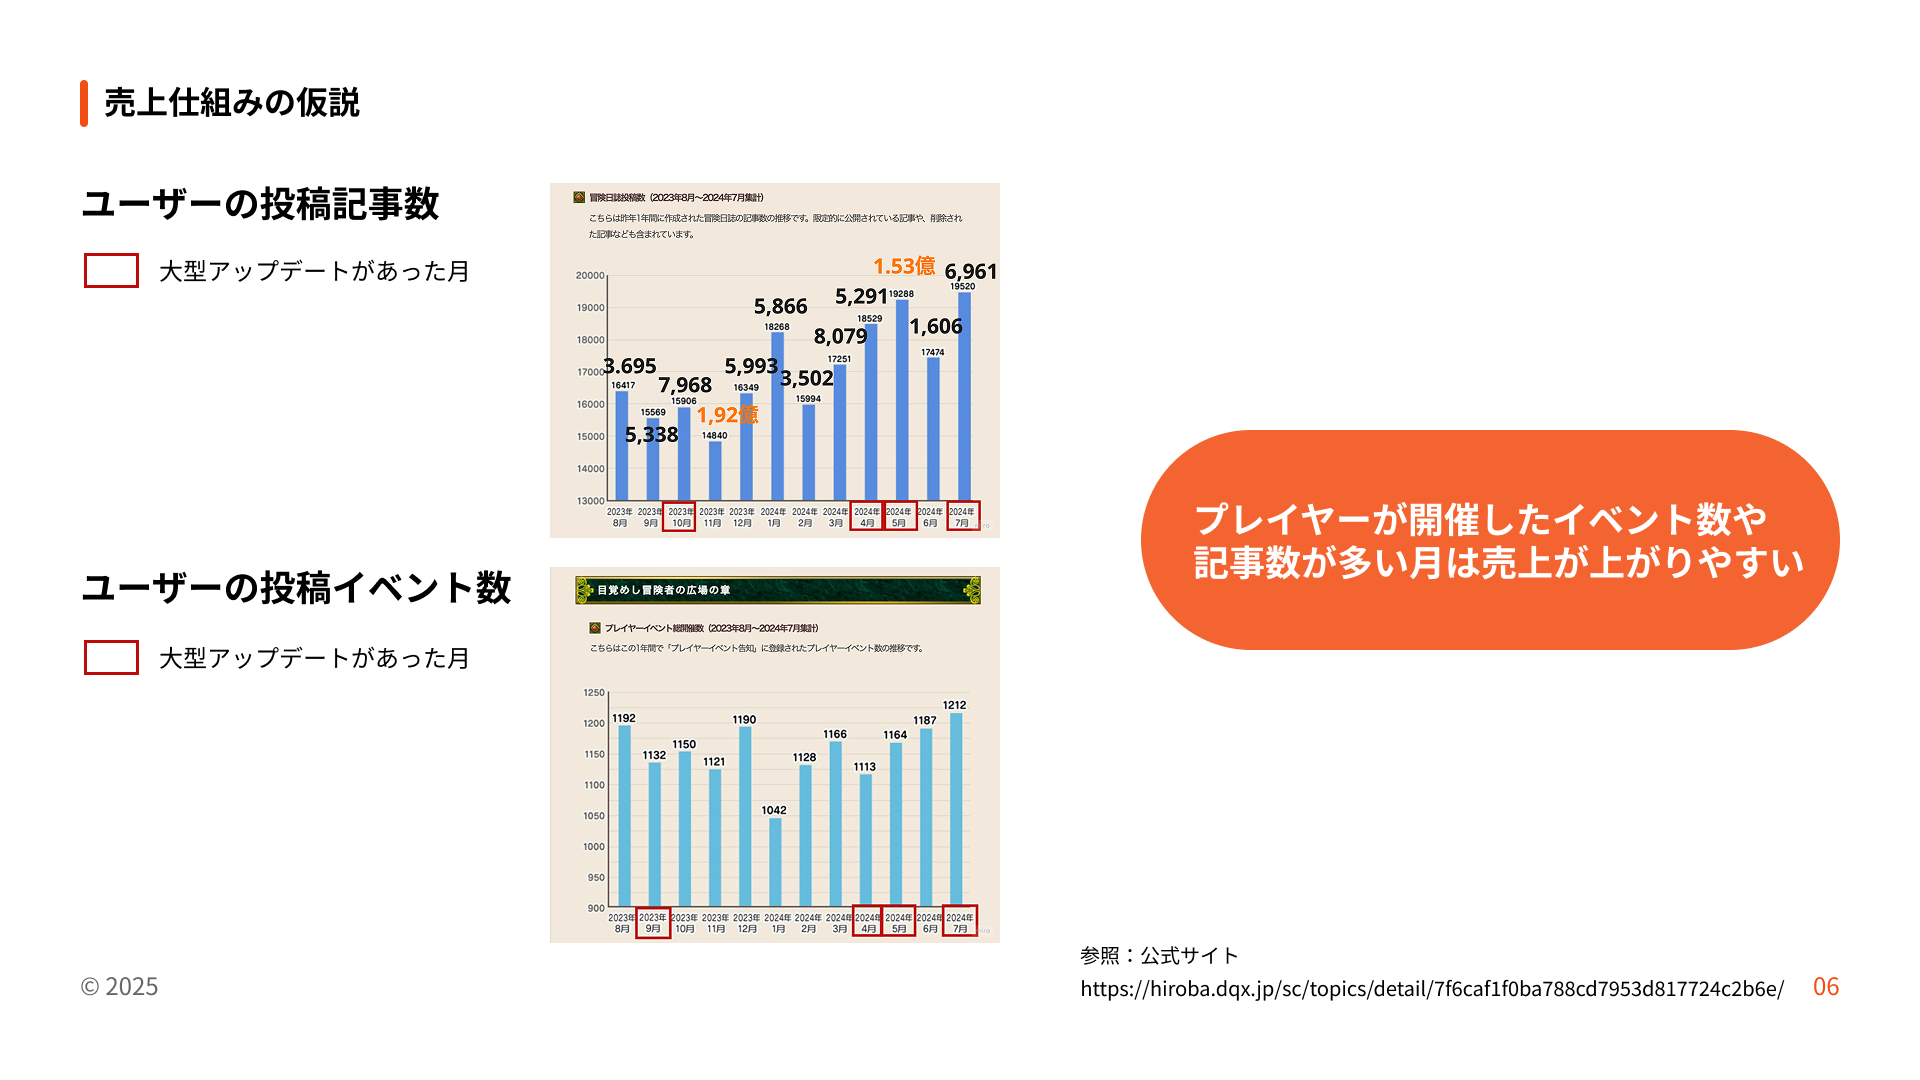 売上仕組みの仮説
ユーザーの投稿記事数
大型アップデートがあった月
冒険日誌投稿数（2023年8月〜2024年7月集計）
こちらは昨年1年間に作成された冒険日誌の記事数の推移です。限定的に公開されている記事や、削除され
た記事なども含まれています。
20000
19000
18000
17000
16000
15000
14000
13000
3.695
16417
15569
5,338
7,968
15906
1,92億
14840
5,993
16349
5,866
18268
3,502
15994
8,079
17251
5,291
18529
1.53億
19288
1,606
17474
6,961
19520
2023年 2023年 2023年 2023年 2023年 2024年 2024年 2024年 2024年 2024年 2024年 2024年
8月 9月 10月 11月 12月 1月 2月 3月 4月 5月 6月 7月
ユーザーの投稿イベント数
大型アップデートがあった月
目覚めし冒険者の広場の章
プレイヤーイベント総開催数（2023年8月〜2024年7月集計）
こちらはこの1年間で「プレイヤーイベント告知」に登録されたプレイヤーイベント数の推移です。
1250
1200
1150
1100
1050
1000
950
900
1192
1132
1150
1121
1190
1042
1128
1166
1113
1164
1187
1212
2023年 2023年 2023年 2023年 2023年 2024年 2024年 2024年 2024年 2024年 2024年 2024年
8月 9月 10月 11月 12月 1月 2月 3月 4月 5月 6月 7月
プレイヤーが開催したイベント数や
記事数が多い月は売上が上がりやすい
参照：公式サイト
https://hiroba.dqx.jp/sc/topics/detail/7f6caf1f0ba788cd7953d817724c2b6e/
© 2025
06